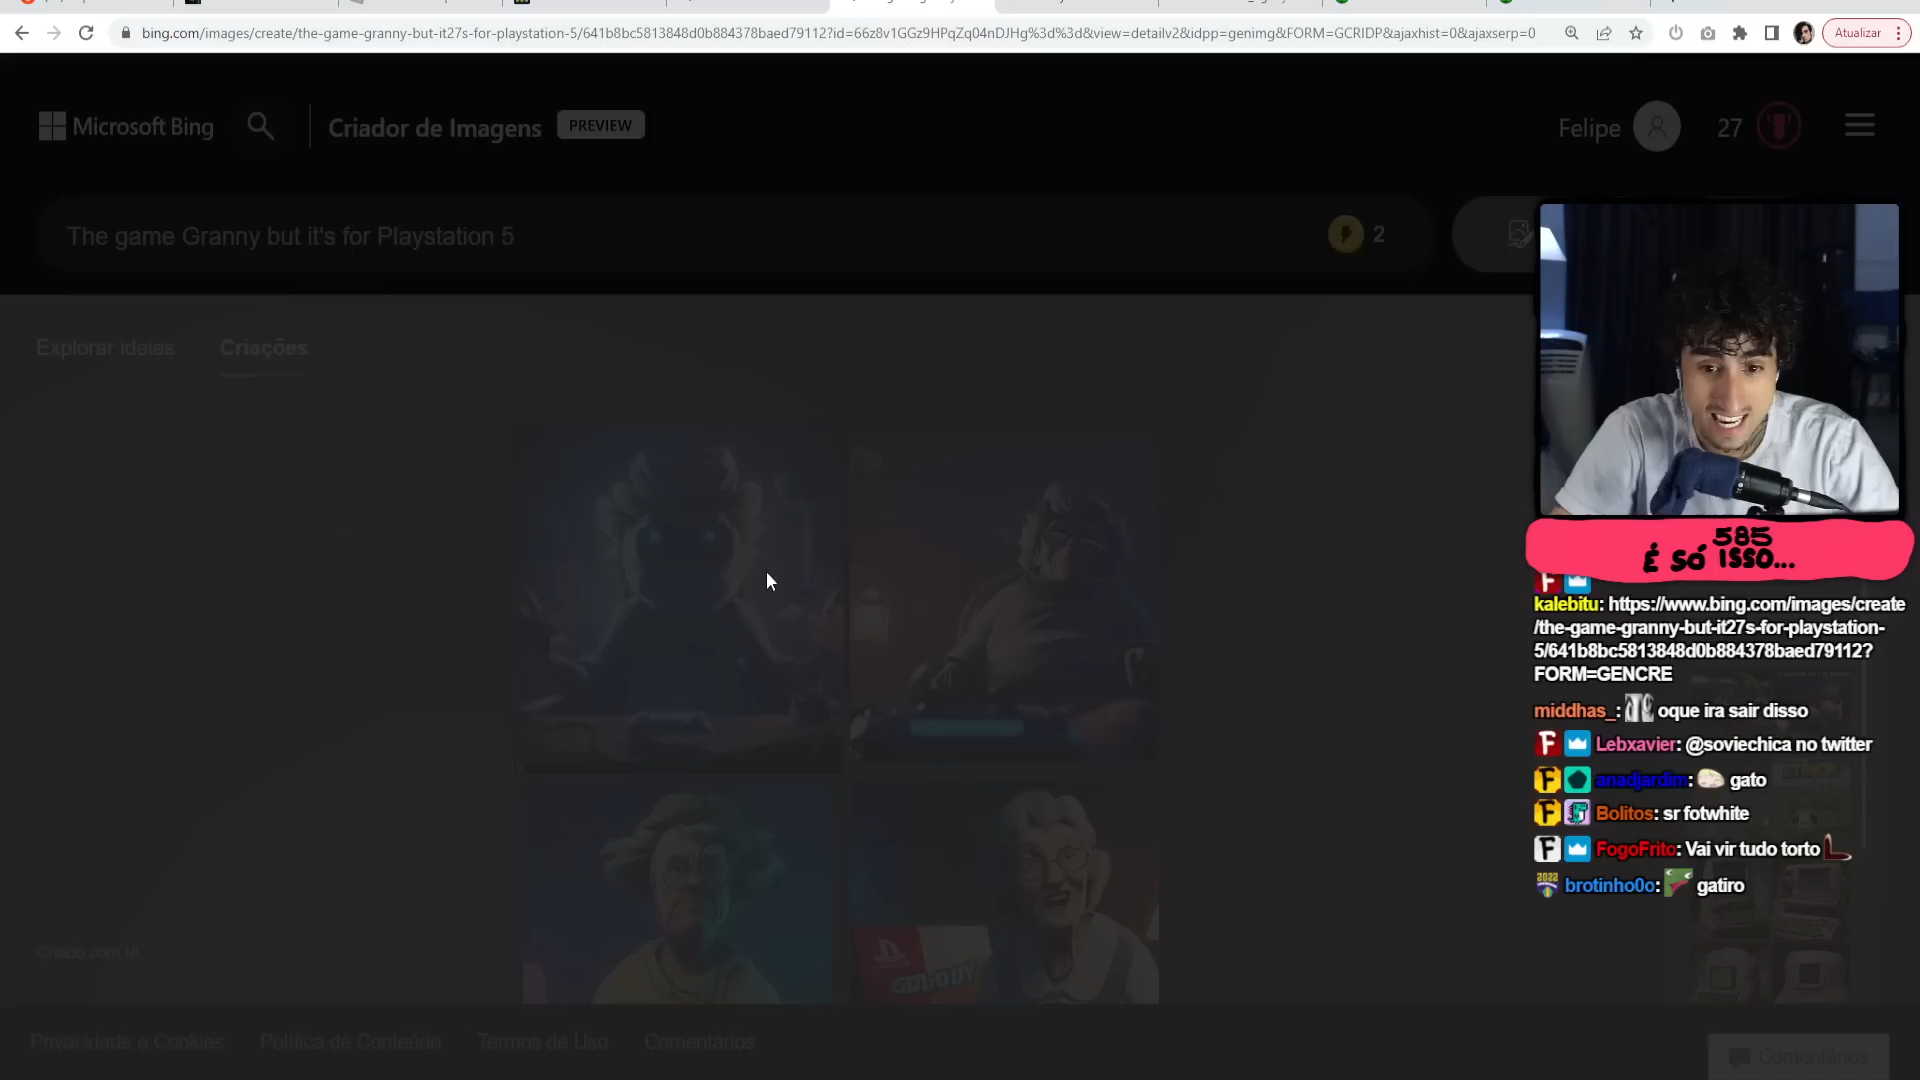 bing.com/images/create/the-game-granny-but-it27s-for-playstation-5/641b8bc5813848d0b884378baed79112?id=66z8v1GGz9HPqZq04nDJHg%3d%3d&view=detailv2&idpp=genimg&FORM=GCRIDP&ajaxhist=0&ajaxserp=0
Atualizar
Microsoft Bing
Criador de Imagens
PREVIEW
Felipe
27
The game Granny but it's for Playstation 5
2
Explorar ideias
Criações
585
É SÓ ISSO...
kalebitu: https://www.bing.com/images/create
/the-game-granny-but-it27s-for-playstation-
5/641b8bc5813848d0b884378baed79112?
FORM=GENCRE
middhas_: oque ira sair disso
Lebxavier: @soviechica no twitter
anadjardim: gato
Bolitos: sr fotwhite
FogoFrito: Vai vir tudo torto
2022
brotinho0o: gatiro
Criado com IA
Privacidade e Cookies
Política de Conteúdo
Termos de Uso
Comentários
Comentários